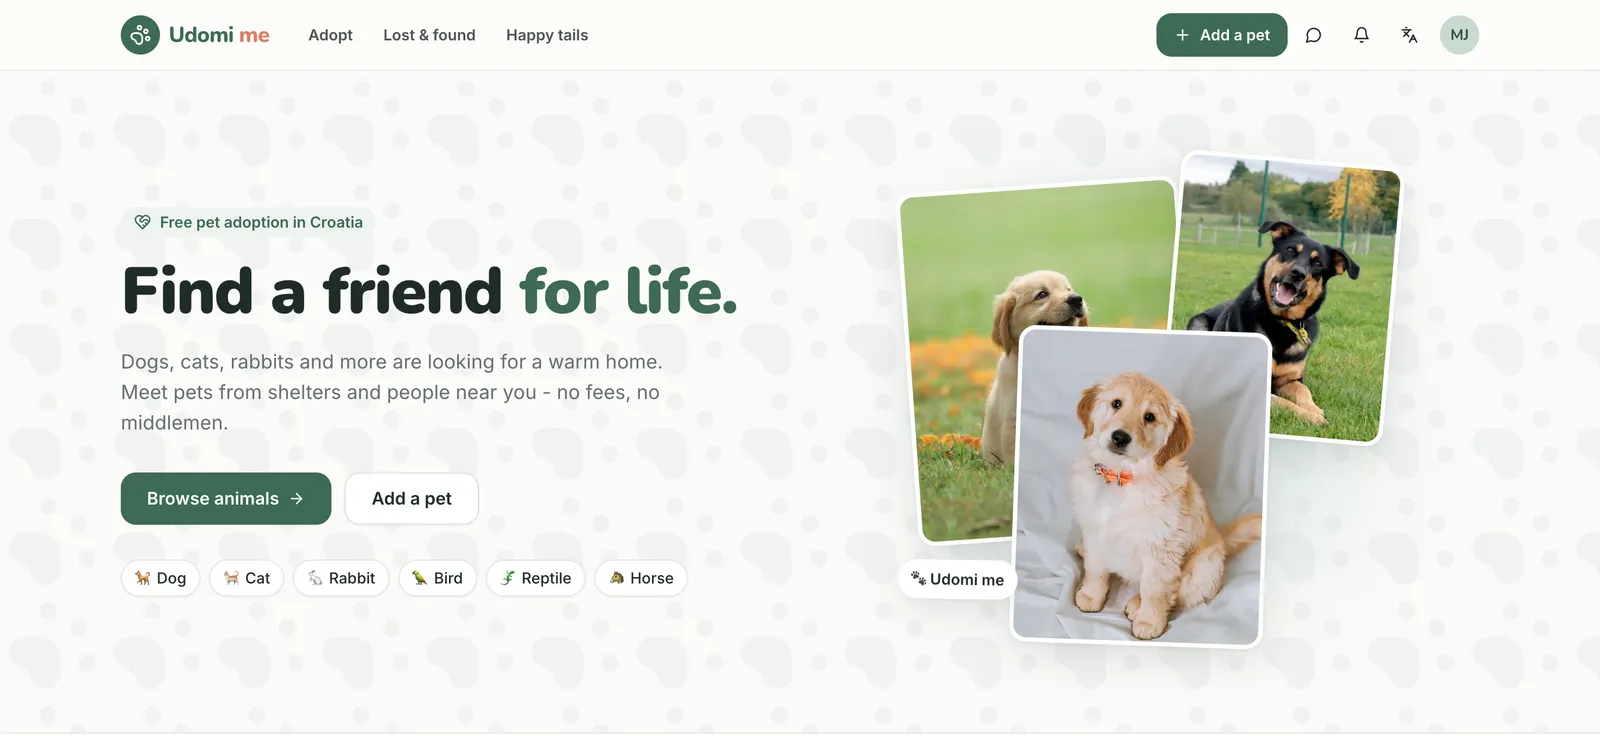 Udomi me
Adopt
Lost & found
Happy tails
Add a pet
MJ
Free pet adoption in Croatia
Find a friend for life.
Dogs, cats, rabbits and more are looking for a warm home.
Meet pets from shelters and people near you - no fees, no
middlemen.
Browse animals
Add a pet
Dog
Cat
Rabbit
Bird
Reptile
Horse
Udomi me